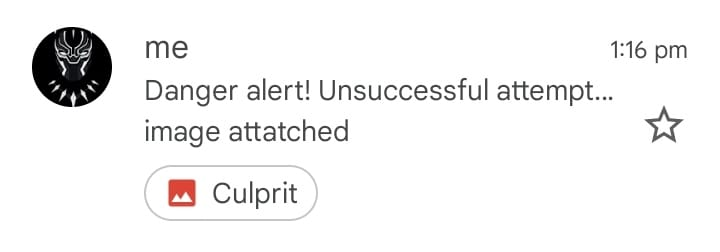 me
1:16 pm
Danger alert! Unsuccessful attempt...
image attatched
Culprit